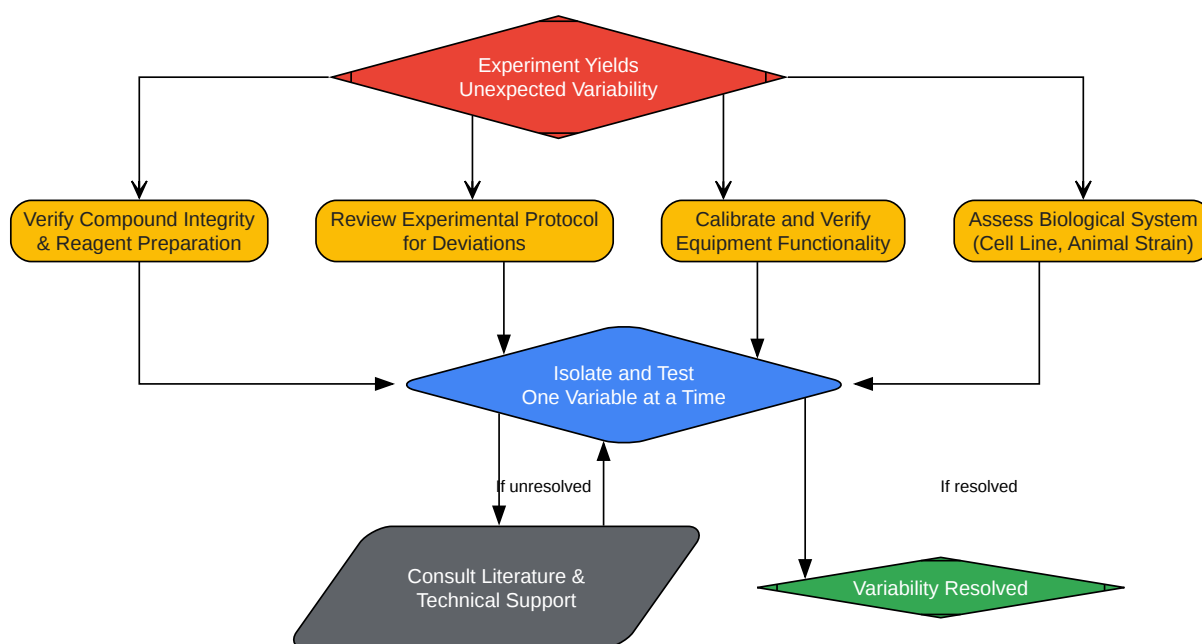 Experiment Yields
Unexpected Variability
Verify Compound Integrity
& Reagent Preparation
Review Experimental Protocol
for Deviations
Calibrate and Verify
Equipment Functionality
Assess Biological System
(Cell Line, Animal Strain)
Isolate and Test
One Variable at a Time
If unresolved
If resolved
Consult Literature &
Technical Support
Variability Resolved